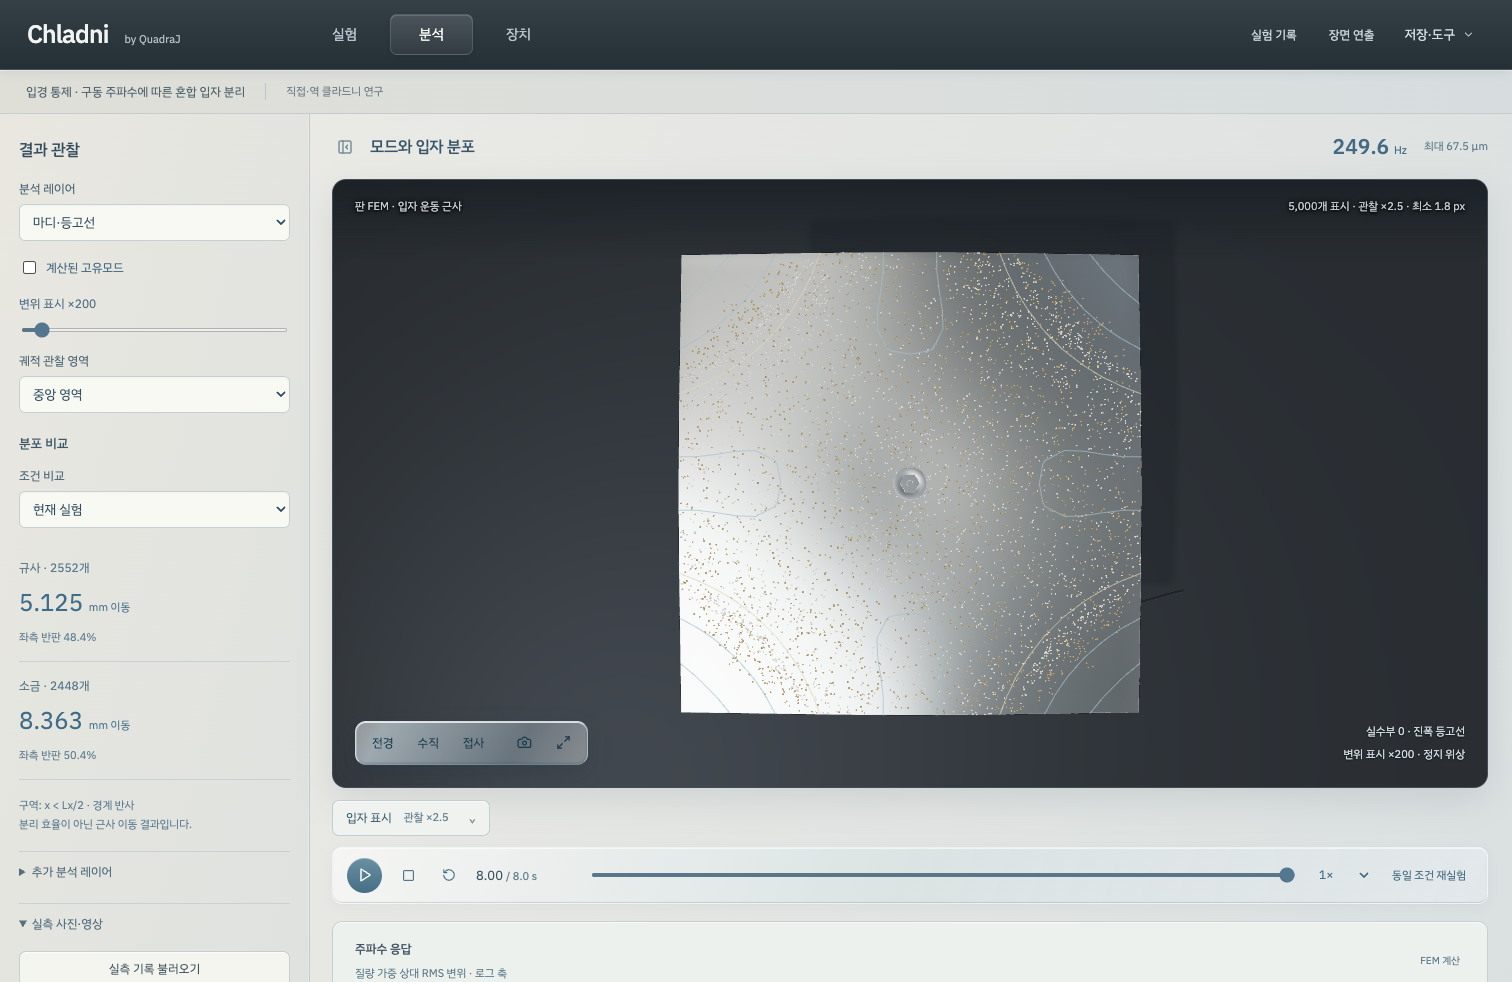 Chladni by QuadraJ
실험
분석
장치
실험 기록
장면 연출
저장·도구
입경 통제 · 구동 주파수에 따른 혼합 입자 분리
직접·역 클라드니 연구
결과 관찰
분석 레이어
마디·등고선
계산된 고유모드
변위 표시 ×200
궤적 관찰 영역
중앙 영역
분포 비교
조건 비교
현재 실험
규사 · 2552개
5.125 mm 이동
좌측 반판 48.4%
소금 · 2448개
8.363 mm 이동
좌측 반판 50.4%
구역: x < Lx/2 · 경계 반사
분리 효율이 아닌 근사 이동 결과입니다.
추가 분석 레이어
실측 사진·영상
실측 기록 불러오기
모드와 입자 분포
249.6 Hz
최대 67.5 µm
판 FEM · 입자 운동 근사
5,000개 표시 · 관찰 ×2.5 · 최소 1.8 px
전경
수직
접사
실수부 0 · 진폭 등고선
변위 표시 ×200 · 정지 위상
입자 표시 관찰 ×2.5
8.00 / 8.0 s
1×
동일 조건 재실험
주파수 응답
질량 가중 상대 RMS 변위 · 로그 축
FEM 계산